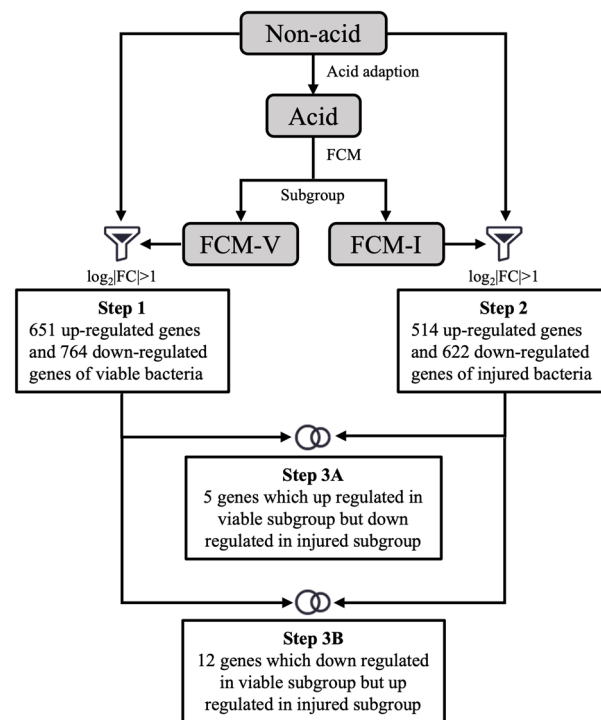 Non-acid
Acid adaption
Acid
FCM
Subgroup
FCM-V
FCM-I
log₂|FC|>1
log₂|FC|>1
Step 1
651 up-regulated genes
and 764 down-regulated
genes of viable bacteria
Step 2
514 up-regulated genes
and 622 down-regulated
genes of injured bacteria
Step 3A
5 genes which up regulated in
viable subgroup but down
regulated in injured subgroup
Step 3B
12 genes which down regulated
in viable subgroup but up
regulated in injured subgroup